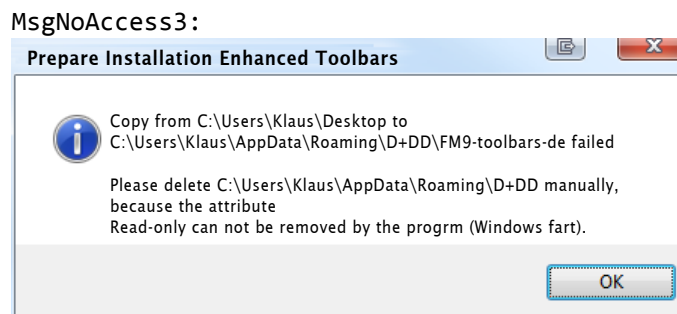 MsgNoAccess3:
Prepare Installation Enhanced Toolbars
Copy from C:\Users\Klaus\Desktop to
C:\Users\Klaus\AppData\Roaming\D+DD\FM9-toolbars-de failed
Please delete C:\Users\Klaus\AppData\Roaming\D+DD manually,
because the attribute
Read-only can not be removed by the progrm (Windows fart).
OK